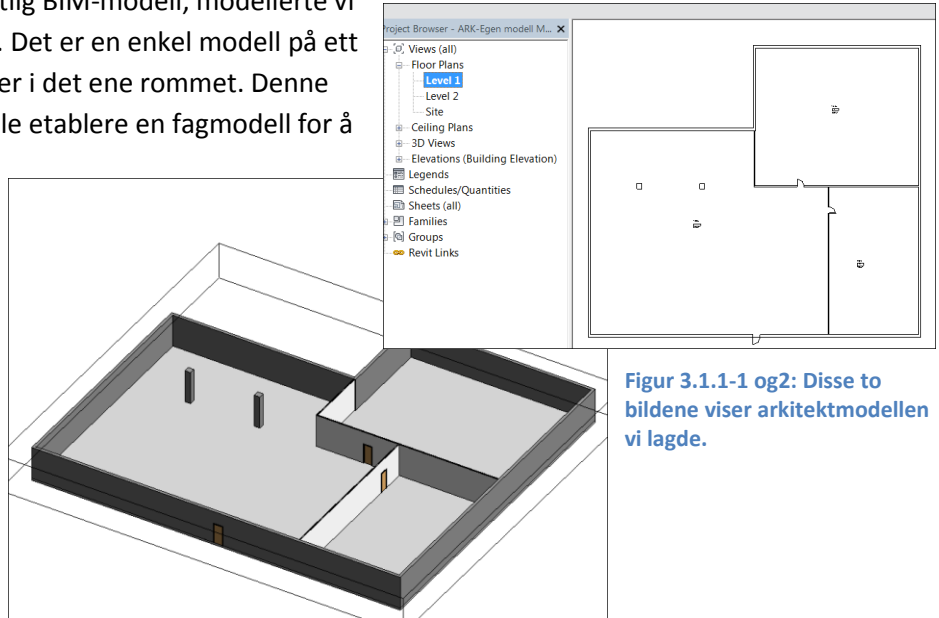 tlig BIM-modell, modellerte vi
. Det er en enkel modell på ett
er i det ene rommet. Denne
le etablere en fagmodell for å
Project Browser - ARK-Egen modell M...
Views (all)
Floor Plans
Level 1
Level 2
Site
Ceiling Plans
3D Views
Elevations (Building Elevation)
Legends
Schedules/Quantities
Sheets (all)
Families
Groups
Revit Links
Figur 3.1.1-1 og2: Disse to
bildene viser arkitektmodellen
vi lagde.